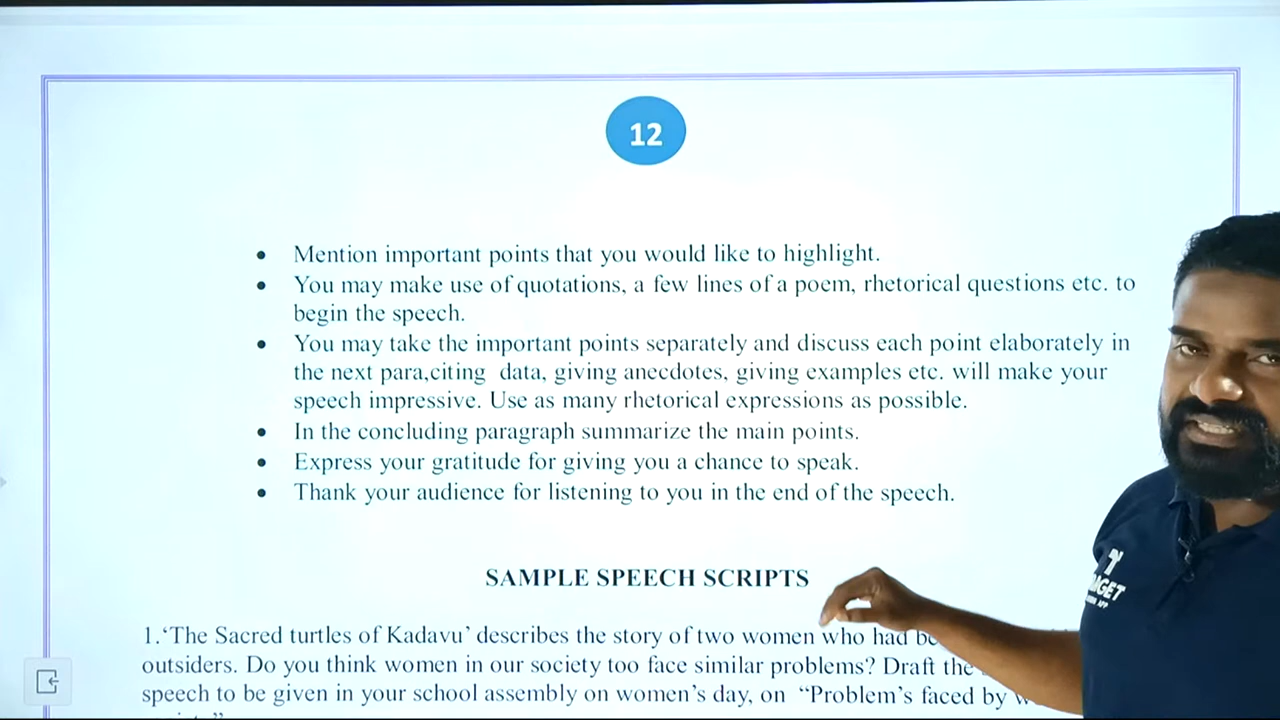 12
• Mention important points that you would like to highlight.
• You may make use of quotations, a few lines of a poem, rhetorical questions etc. to
begin the speech.
• You may take the important points separately and discuss each point elaborately in
the next para,citing data, giving anecdotes, giving examples etc. will make your
speech impressive. Use as many rhetorical expressions as possible.
• In the concluding paragraph summarize the main points.
• Express your gratitude for giving you a chance to speak.
• Thank your audience for listening to you in the end of the speech.
SAMPLE SPEECH SCRIPTS
1.‘The Sacred turtles of Kadavu’ describes the story of two women who had
outsiders. Do you think women in our society too face similar problems? Draft the
speech to be given in your school assembly on women’s day, on “Problem’s faced by